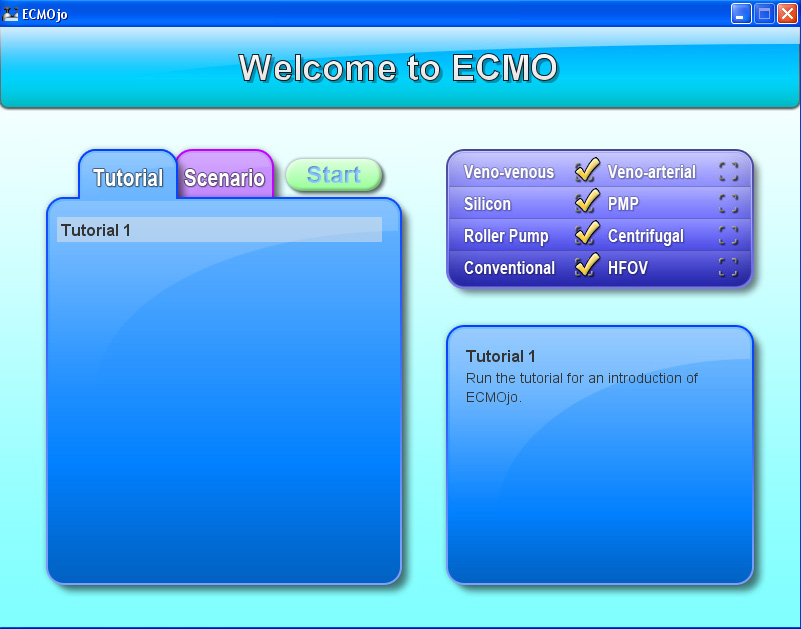 ECMOjo
Welcome to ECMO
Tutorial
Scenario
Start
Tutorial 1
Veno-venous Veno-arterial
Silicon PMP
Roller Pump Centrifugal
Conventional HFOV
Tutorial 1
Run the tutorial for an introduction of
ECMOjo.